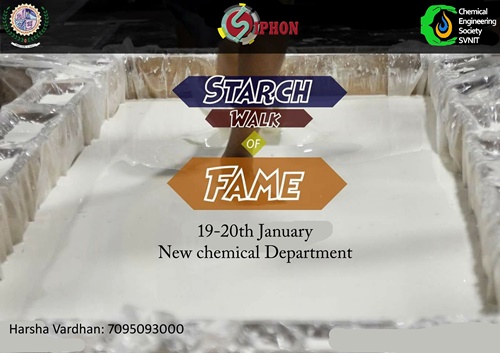 SIPHON
Chemical
Engineering
Society
SVNIT
STARCH
WALK
OF
FAME
19-20th January
New chemical Department
Harsha Vardhan: 7095093000